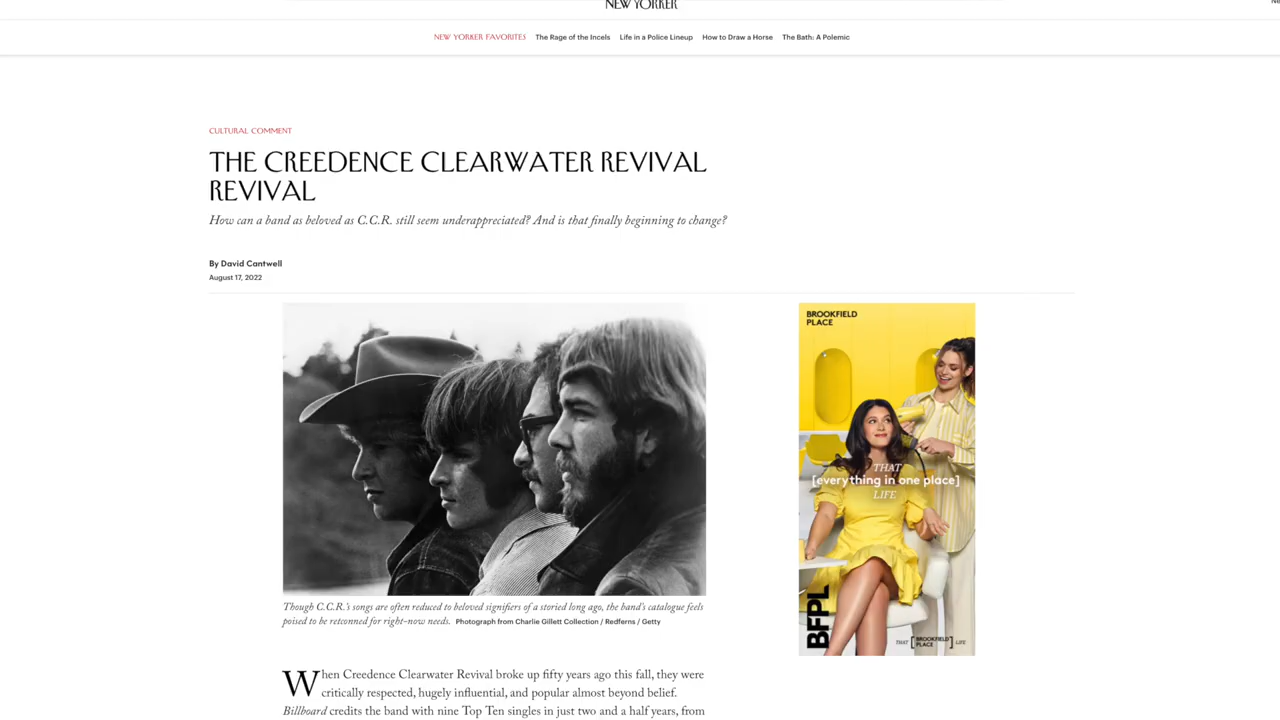 NEW YORKER
NEW YORKER FAVORITES The Rage of the Incels Life in a Police Lineup How to Draw a Horse The Bath: A Polemic
CULTURAL COMMENT
THE CREEDENCE CLEARWATER REVIVAL
REVIVAL
How can a band as beloved as C.C.R. still seem underappreciated? And is that finally beginning to change?
By David Cantwell
August 17, 2022
Though C.C.R.'s songs are often reduced to beloved signifiers of a storied long ago, the band's catalogue feels
poised to be retconned for right-now needs. Photograph from Charlie Gillett Collection / Redferns / Getty
When Creedence Clearwater Revival broke up fifty years ago this fall, they were
critically respected, hugely influential, and popular almost beyond belief.
Billboard credits the band with nine Top Ten singles in just two and a half years, from
BROOKFIELD
PLACE
THAT
[everything in one place]
LIFE
BFPL
THAT [BROOKFIELD PLACE] LIFE